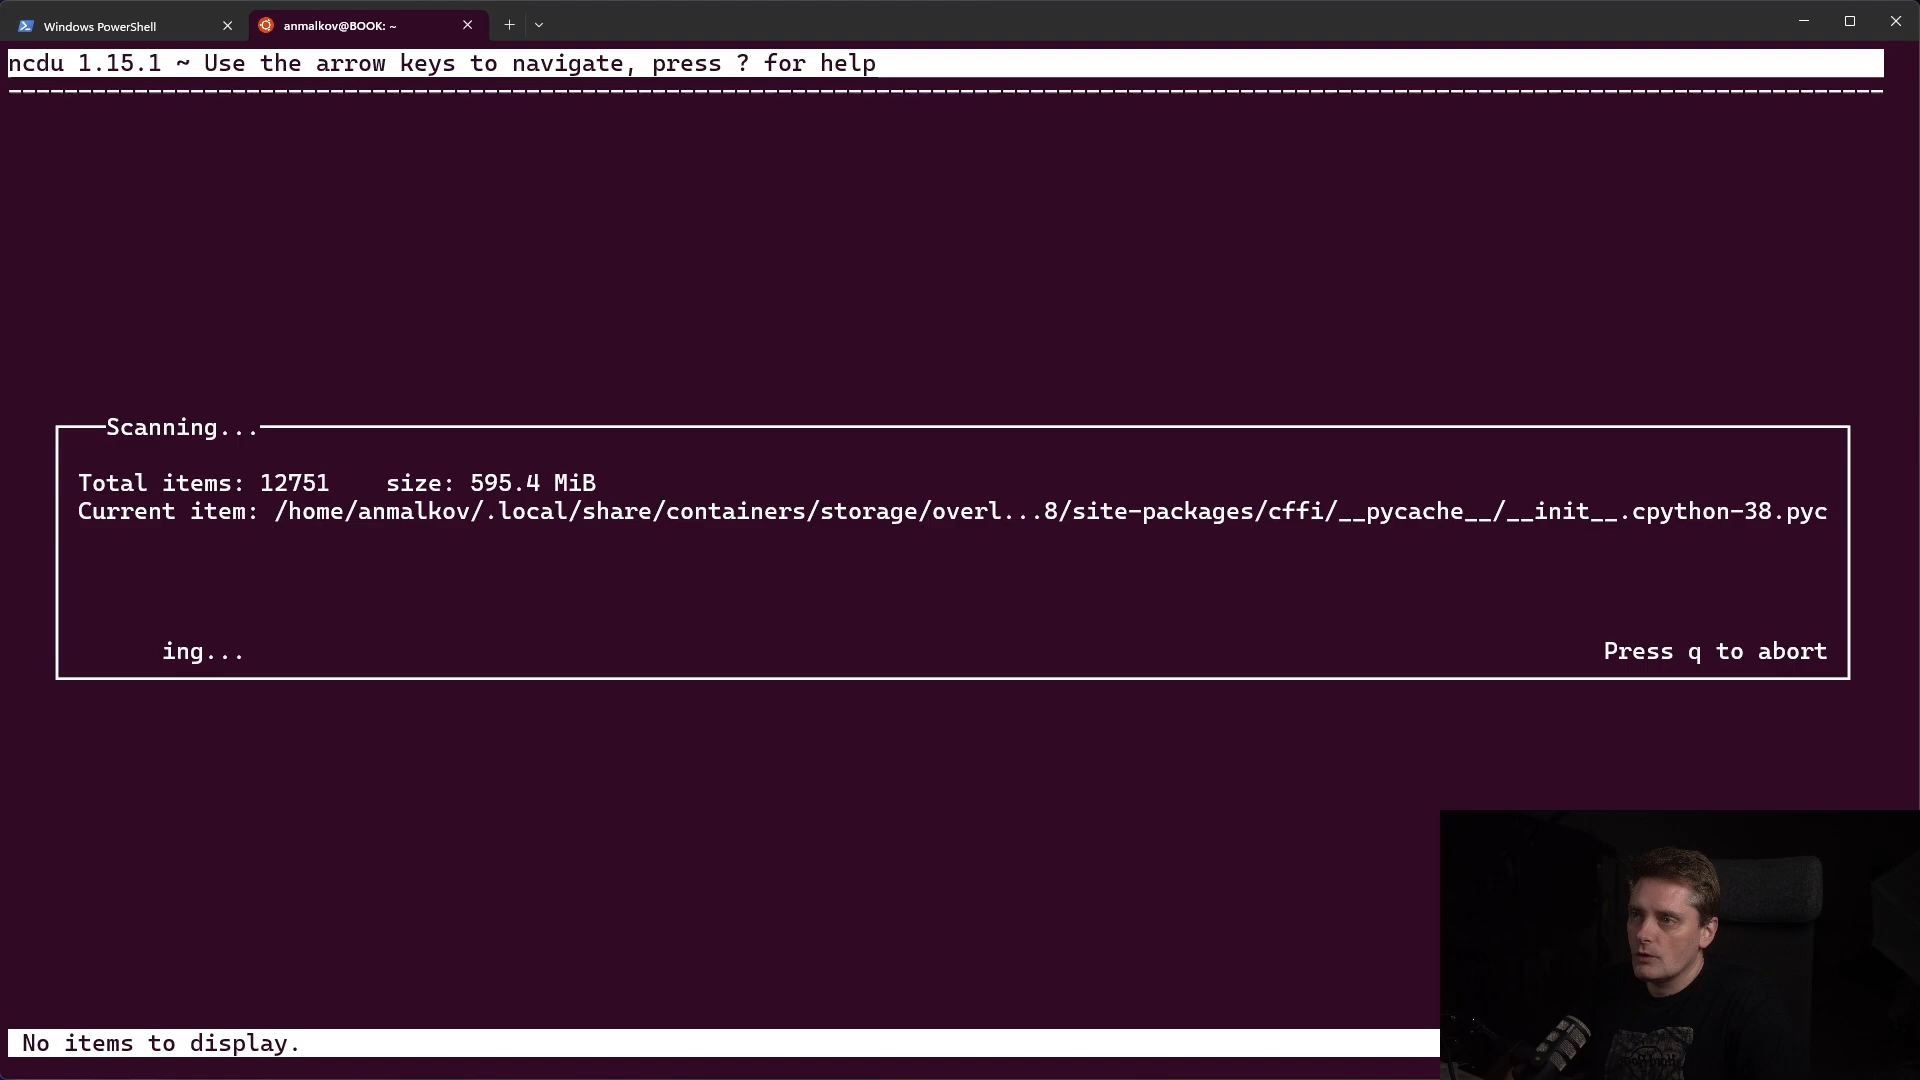 Windows PowerShell
anmalkov@BOOK: ~
ncdu 1.15.1 ~ Use the arrow keys to navigate, press ? for help
Scanning...
Total items: 12751    size: 595.4 MiB
Current item: /home/anmalkov/.local/share/containers/storage/overl...8/site-packages/cffi/__pycache__/__init__.cpython-38.pyc
ing...
Press q to abort
No items to display.